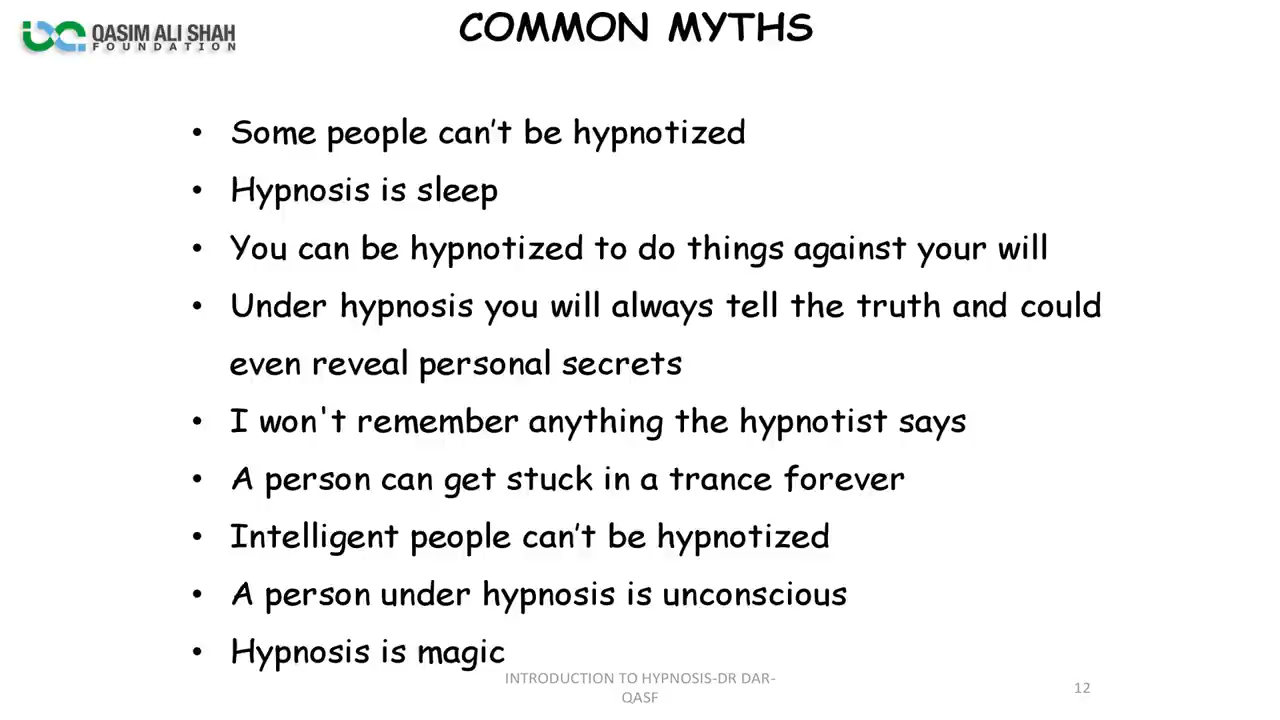 QASIM ALI SHAH
FOUNDATION
COMMON MYTHS
• Some people can’t be hypnotized
• Hypnosis is sleep
• You can be hypnotized to do things against your will
• Under hypnosis you will always tell the truth and could
even reveal personal secrets
• I won't remember anything the hypnotist says
• A person can get stuck in a trance forever
• Intelligent people can’t be hypnotized
• A person under hypnosis is unconscious
• Hypnosis is magic
INTRODUCTION TO HYPNOSIS-DR DAR-
QASF
12